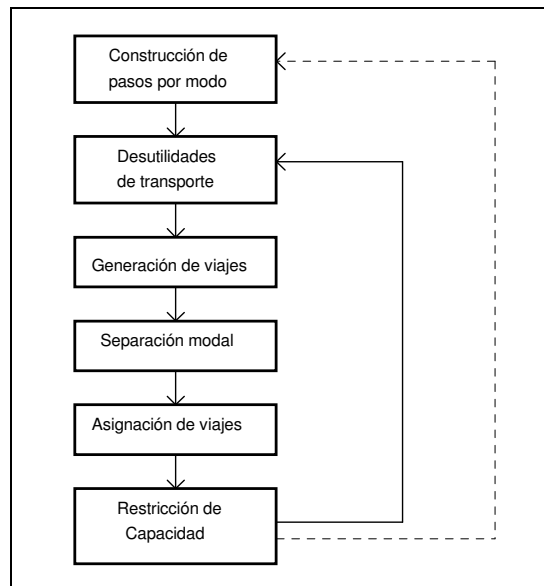 Construcción de
pasos por modo
Desutilidades
de transporte
Generación de viajes
Separación modal
Asignación de viajes
Restricción de
Capacidad